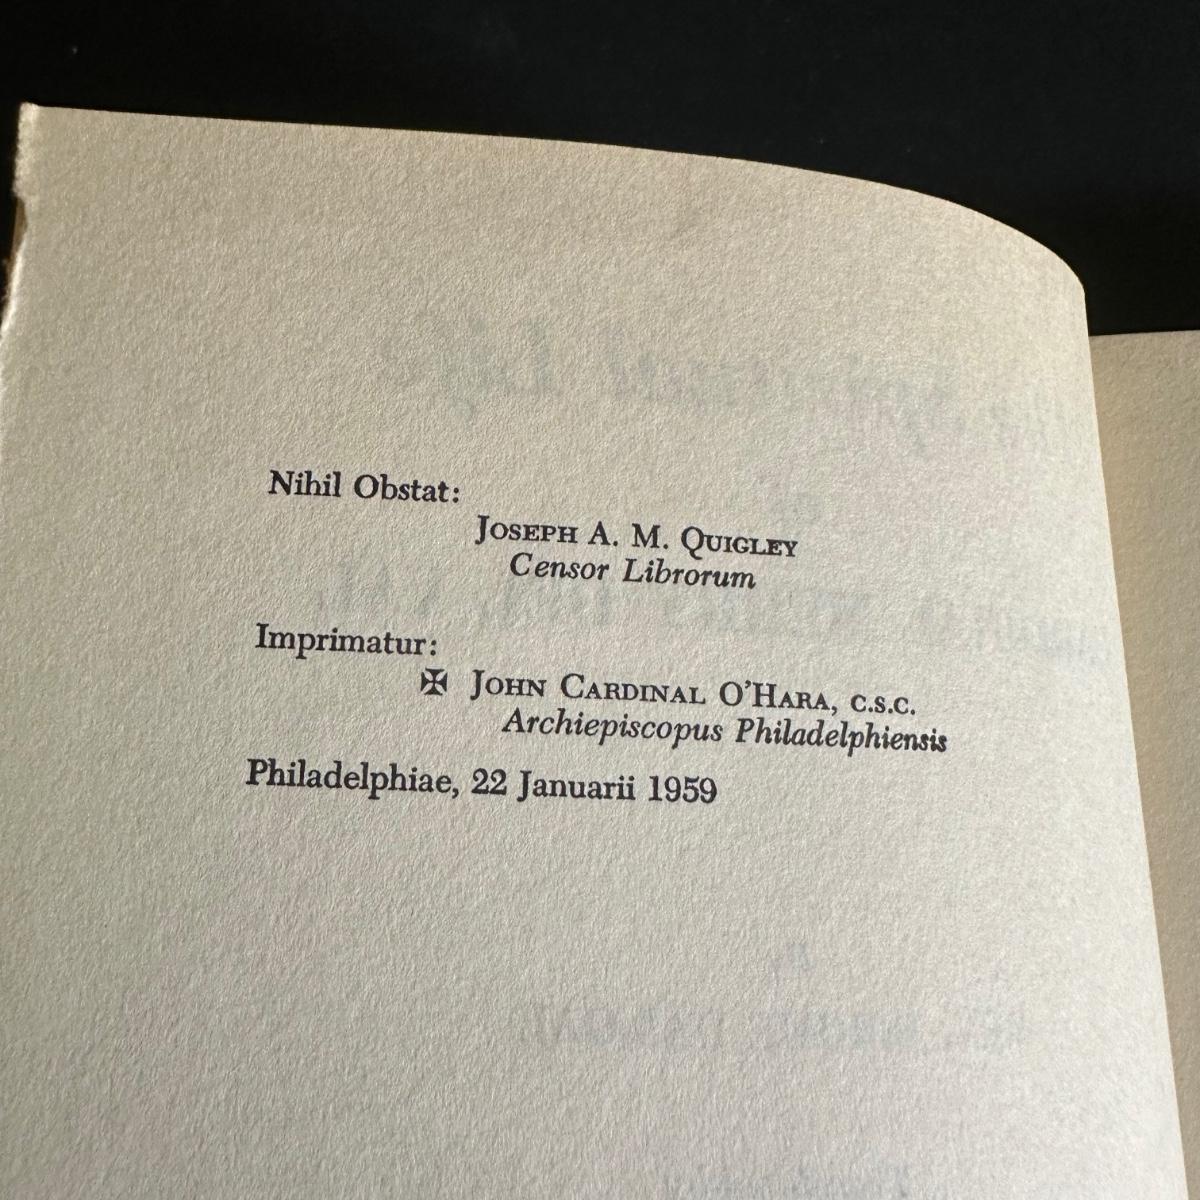 Nihil Obstat:
JOSEPH A. M. QUIGLEY
Censor Librorum
Imprimatur:
✠ JOHN CARDINAL O'HARA, C.S.C.
Archiepiscopus Philadelphiensis
Philadelphiae, 22 Januarii 1959